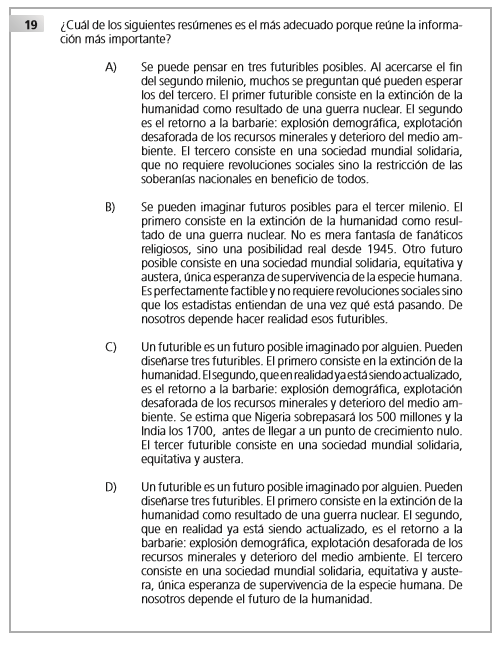 19 ¿Cuál de los siguientes resúmenes es el más adecuado porque reúne la informa-
ción más importante?
A) Se puede pensar en tres futuribles posibles. Al acercarse el fin
del segundo milenio, muchos se preguntan qué pueden esperar
los del tercero. El primer futurible consiste en la extinción de la
humanidad como resultado de una guerra nuclear. El segundo
es el retorno a la barbarie: explosión demográfica, explotación
desaforada de los recursos minerales y deterioro del medio am-
biente. El tercero consiste en una sociedad mundial solidaria,
que no requiere revoluciones sociales sino la restricción de las
soberanías nacionales en beneficio de todos.
B) Se pueden imaginar futuros posibles para el tercer milenio. El
primero consiste en la extinción de la humanidad como resul-
tado de una guerra nuclear. No es mera fantasía de fanáticos
religiosos, sino una posibilidad real desde 1945. Otro futuro
posible consiste en una sociedad mundial solidaria, equitativa y
austera, única esperanza de supervivencia de la especie humana.
Es perfectamente factible y no requiere revoluciones sociales sino
que los estadistas entiendan de una vez qué está pasando. De
nosotros depende hacer realidad esos futuribles.
C) Un futurible es un futuro posible imaginado por alguien. Pueden
diseñarse tres futuribles. El primero consiste en la extinción de la
humanidad. El segundo, que en realidad ya está siendo actualizado,
es el retorno a la barbarie: explosión demográfica, explotación
desaforada de los recursos minerales y deterioro del medio am-
biente. Se estima que Nigeria sobrepasará los 500 millones y la
India los 1700, antes de llegar a un punto de crecimiento nulo.
El tercer futurible consiste en una sociedad mundial solidaria,
equitativa y austera.
D) Un futurible es un futuro posible imaginado por alguien. Pueden
diseñarse tres futuribles. El primero consiste en la extinción de la
humanidad como resultado de una guerra nuclear. El segundo,
que en realidad ya está siendo actualizado, es el retorno a la
barbarie: explosión demográfica, explotación desaforada de los
recursos minerales y deterioro del medio ambiente. El tercero
consiste en una sociedad mundial solidaria, equitativa y auste-
ra, única esperanza de supervivencia de la especie humana. De
nosotros depende el futuro de la humanidad.